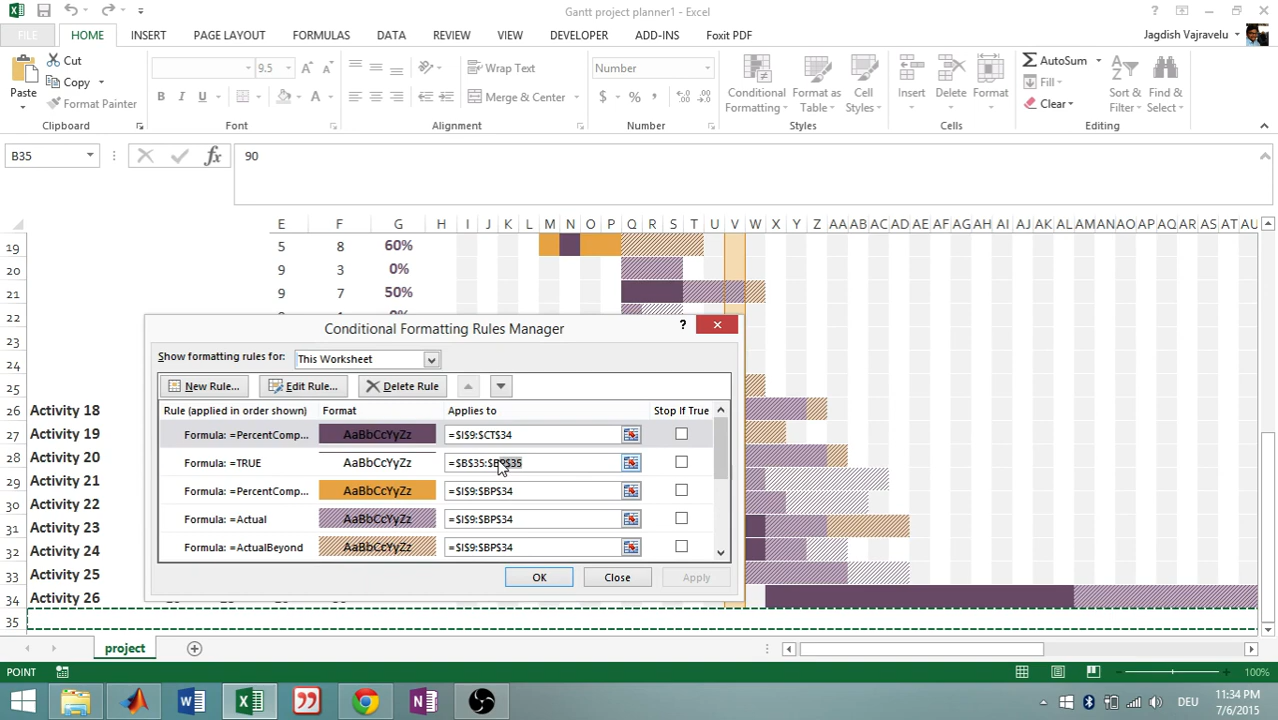 Gantt project planner1 - Excel
FILE HOME INSERT PAGE LAYOUT FORMULAS DATA REVIEW VIEW DEVELOPER ADD-INS Foxit PDF Jagdish Vajravelu
Paste Cut Copy Format Painter
9.5 B I U A A A
Wrap Text Merge & Center
Number $ % ,
Conditional Formatting Format as Table Cell Styles
Insert Delete Format
AutoSum Fill Clear Sort & Filter Find & Select
Clipboard Font Alignment Number Styles Cells Editing
B35 fx 90
E F G H I J K L M N O P Q R S T U V W X Y Z AA AB AC AD AE AF AG AH AI AJ AK AL AM AN AO AP AQ AR AS AT AU
19 5 8 60%
20 9 3 0%
21 9 7 50%
22
23
24
25
26 Activity 18
27 Activity 19
28 Activity 20
29 Activity 21
30 Activity 22
31 Activity 23
32 Activity 24
33 Activity 25
34 Activity 26
35
Conditional Formatting Rules Manager ?
Show formatting rules for: This Worksheet
New Rule... Edit Rule... Delete Rule
Rule (applied in order shown) Format Applies to Stop If True
Formula: =PercentComp... AaBbCcYyZz =$I$9:$CT$34
Formula: =TRUE AaBbCcYyZz =$B$35:$BP$35
Formula: =PercentComp... AaBbCcYyZz =$I$9:$BP$34
Formula: =Actual AaBbCcYyZz =$I$9:$BP$34
Formula: =ActualBeyond AaBbCcYyZz =$I$9:$BP$34
OK Close Apply
project
POINT 100%
DEU 11:34 PM
7/6/2015